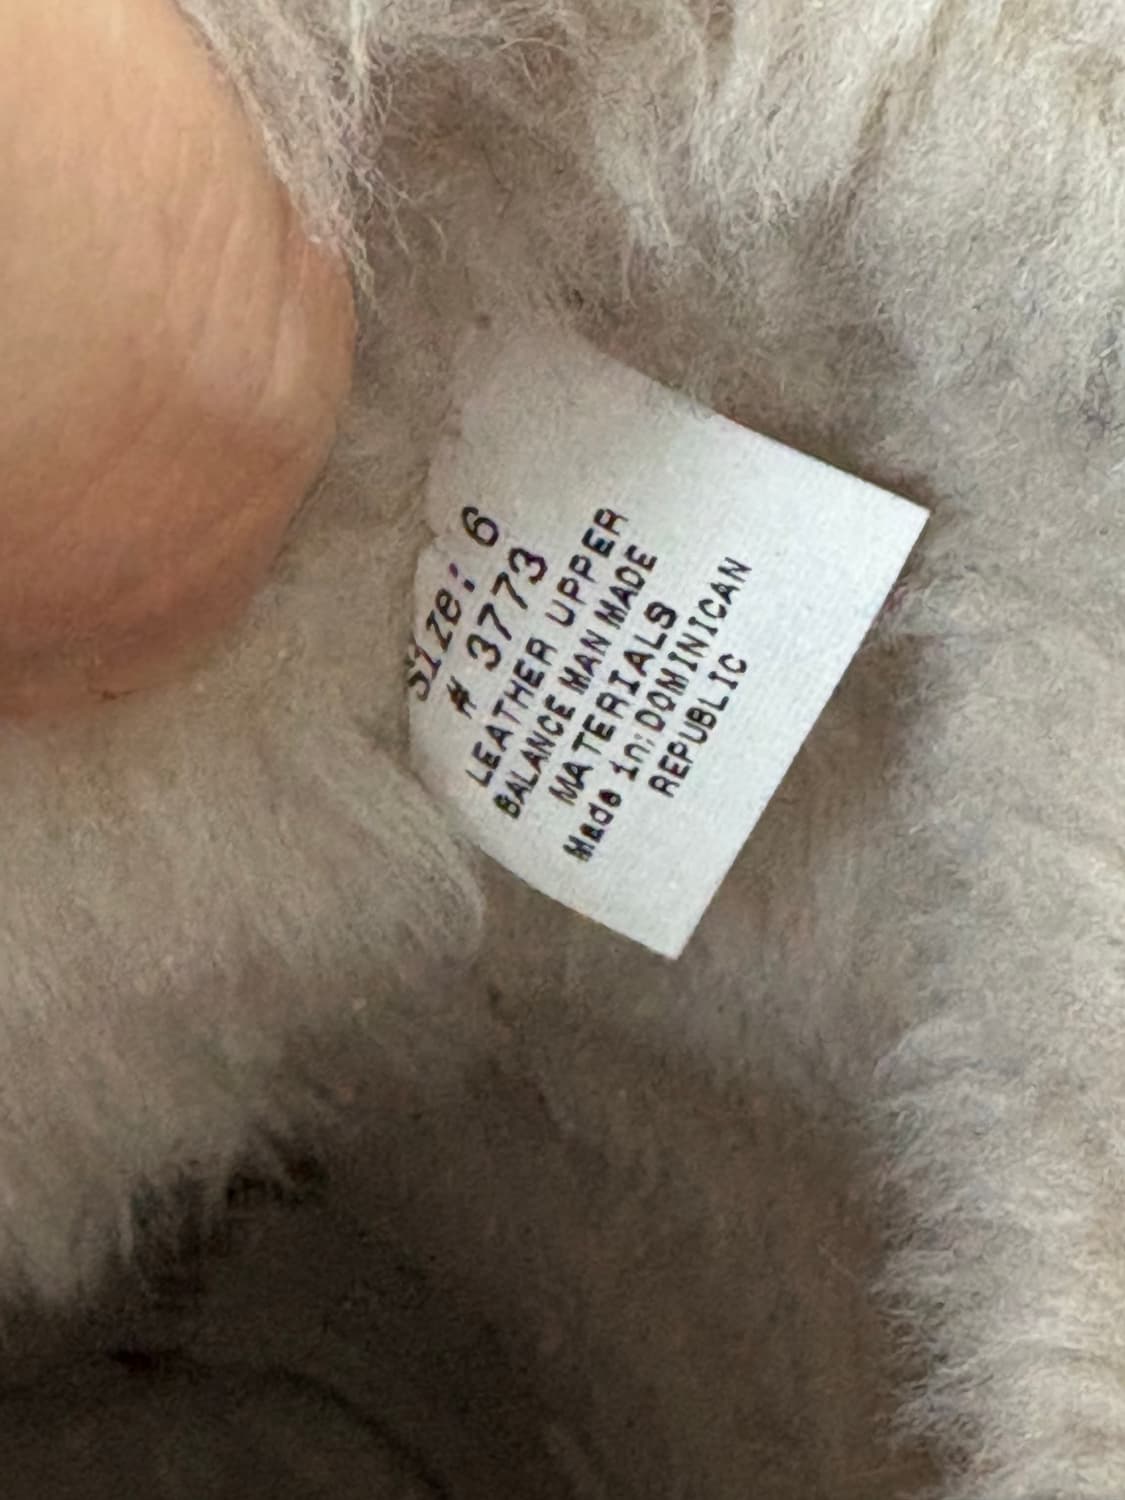 Size: 6
# 3773
LEATHER UPPER
BALANCE MAN MADE
MATERIALS
Made in:DOMINICAN
REPUBLIC